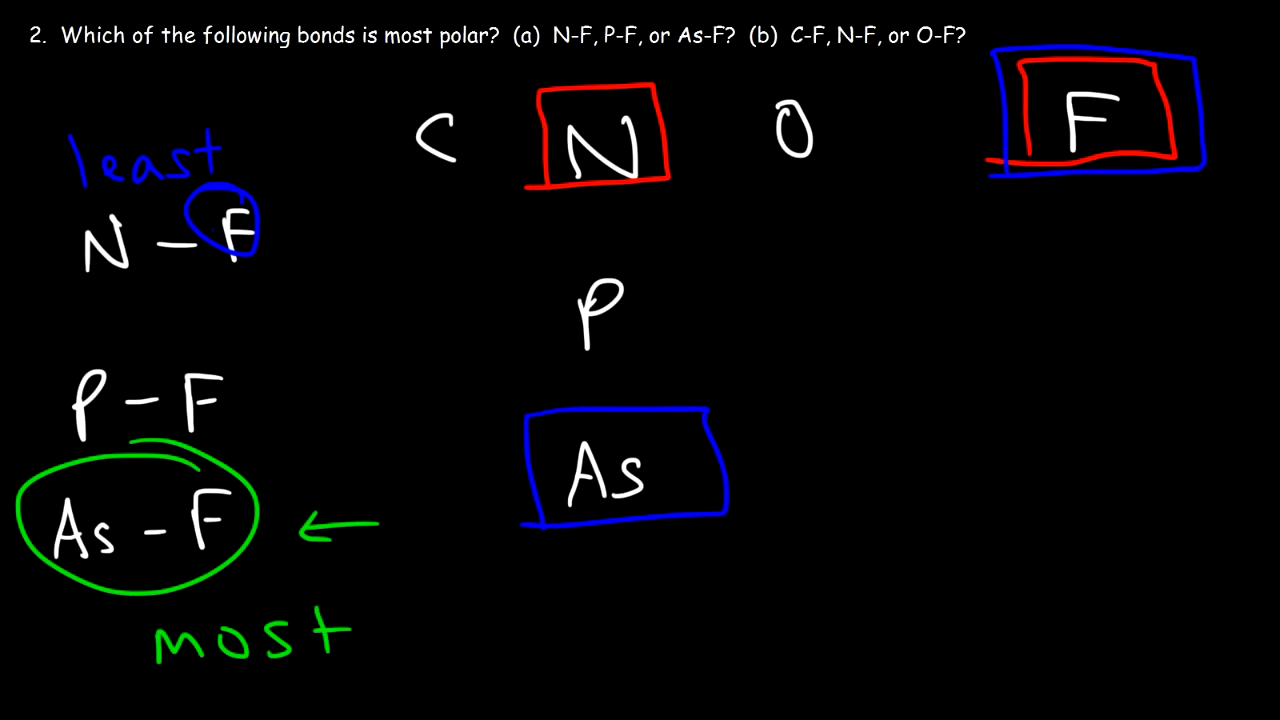 2. Which of the following bonds is most polar? (a) N-F, P-F, or As-F? (b) C-F, N-F, or O-F?
C N O F
least
N - F
P
P - F
As
As - F ←
most